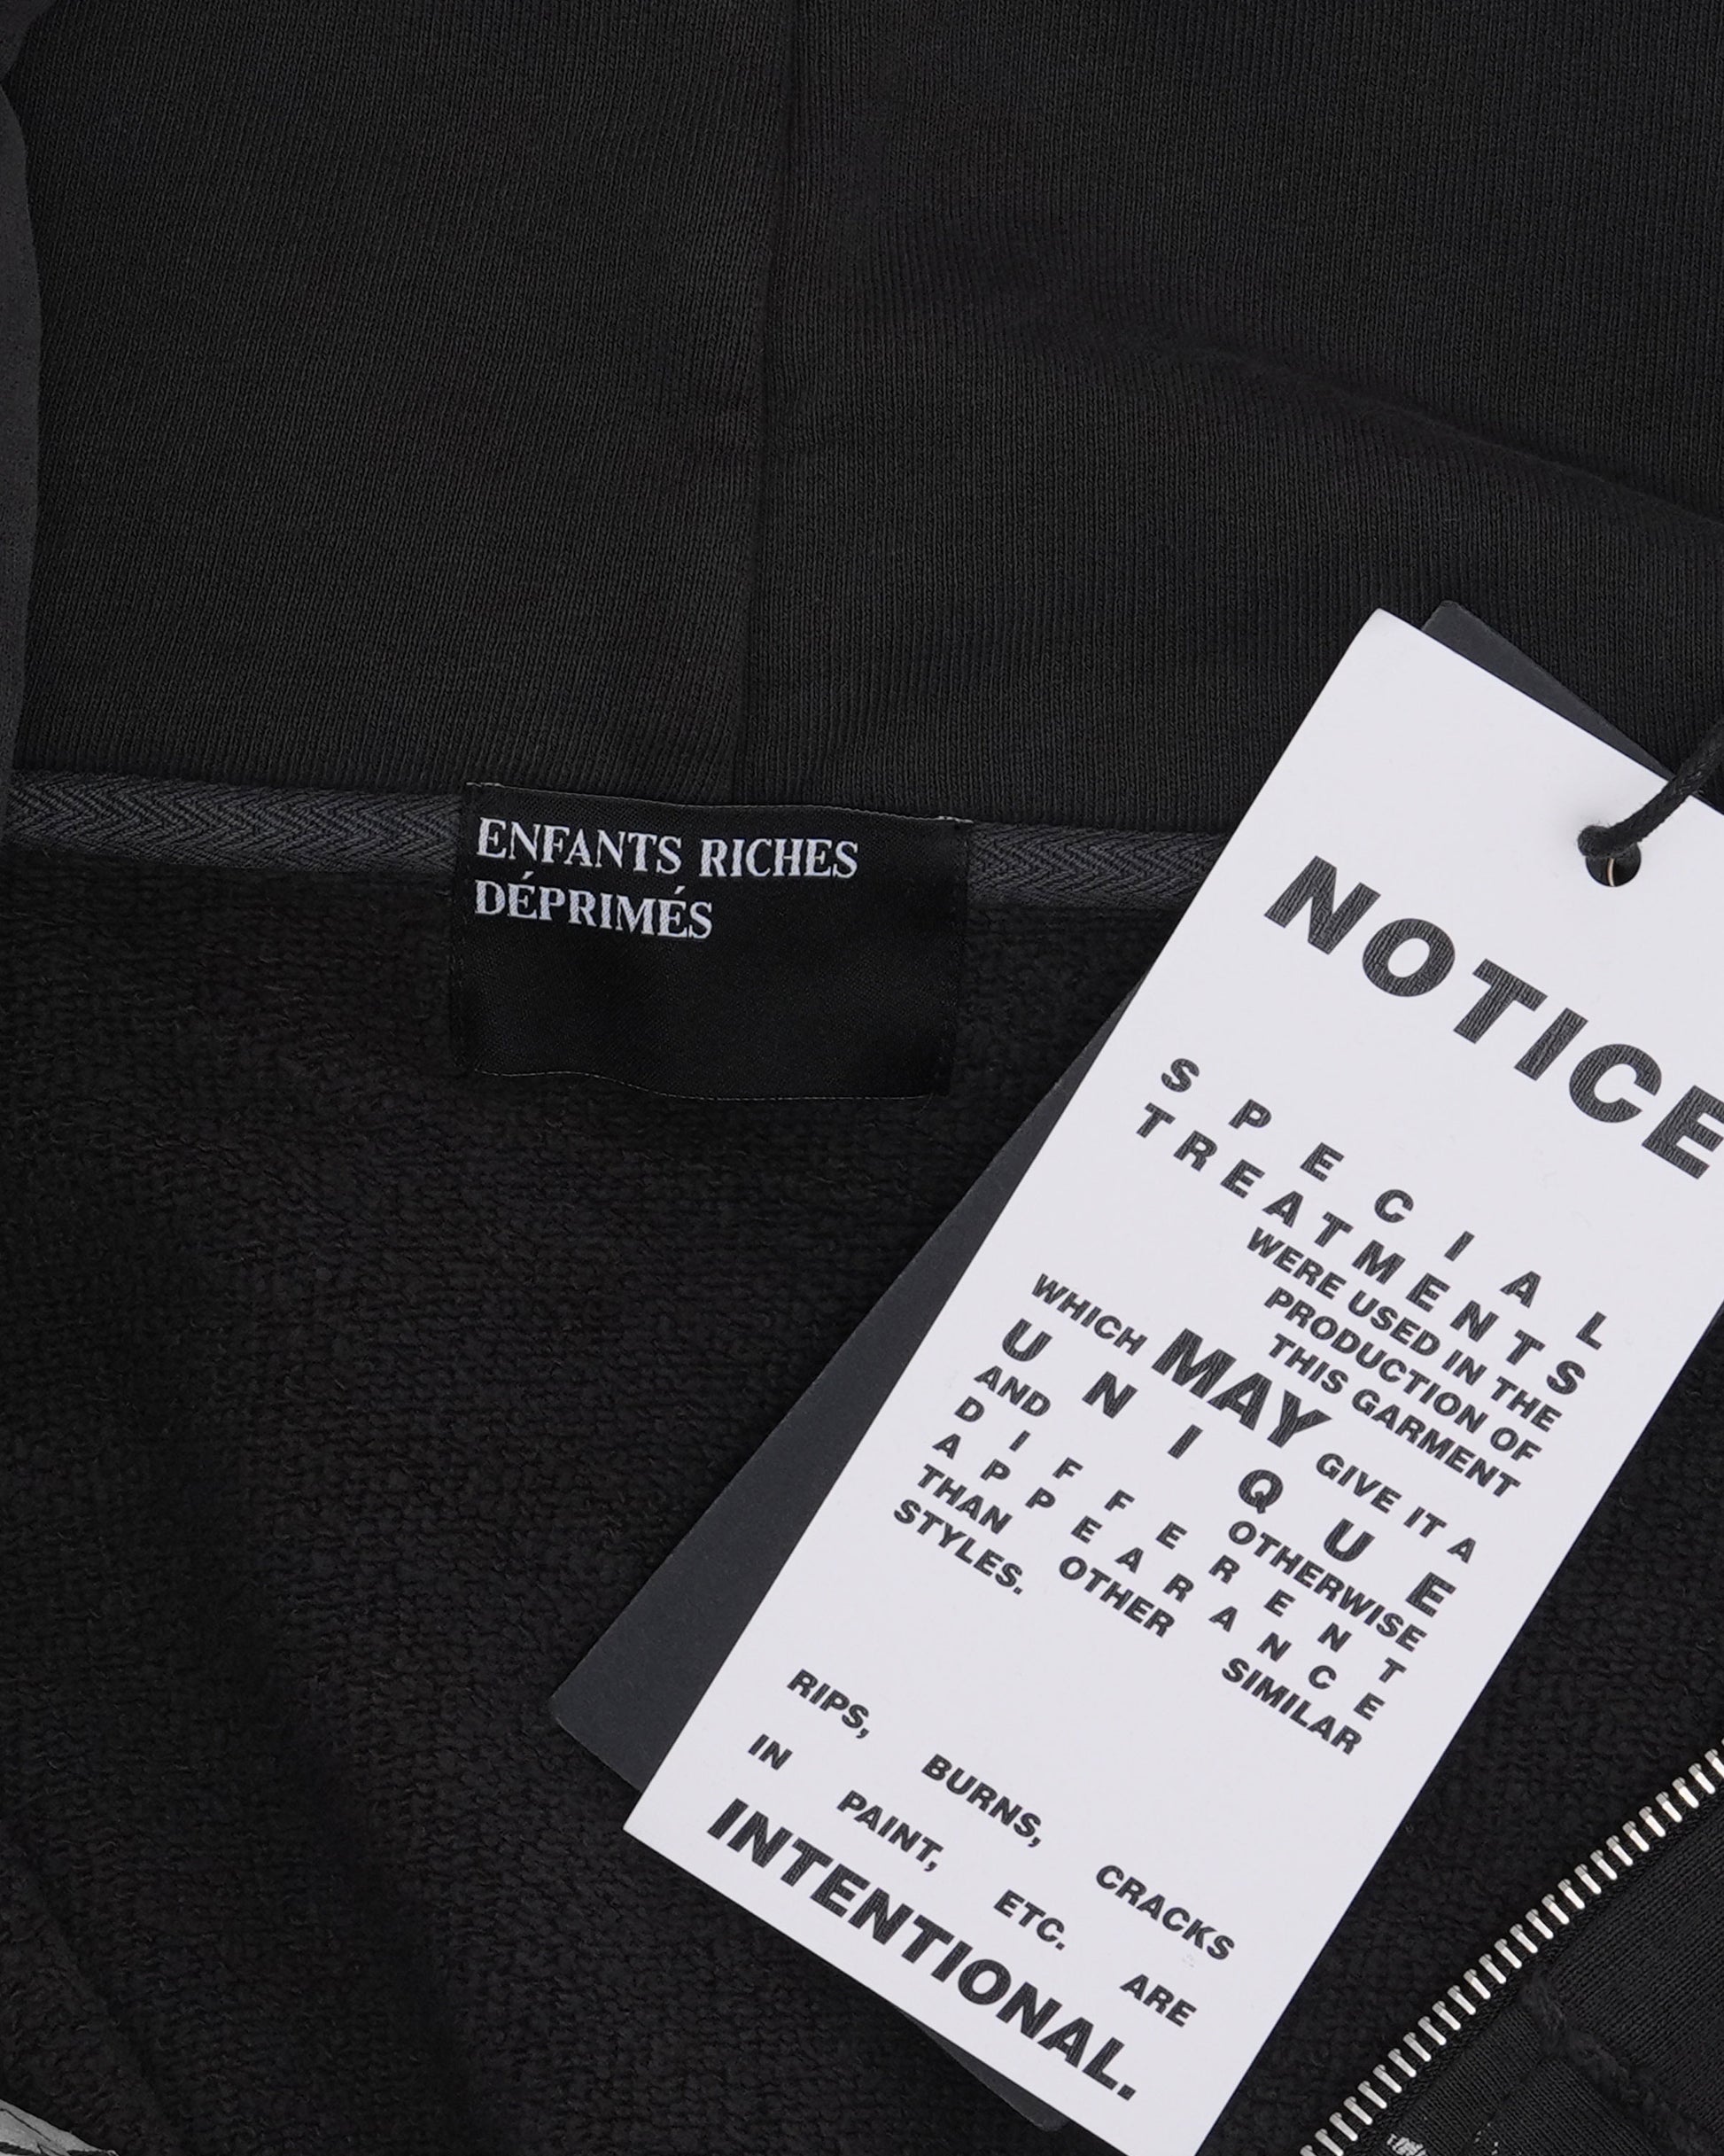 ENFANTS RICHES
DÉPRIMÉS
NOTICE
SPECIAL
TREATMENTS
WERE USED IN THE
PRODUCTION OF
THIS GARMENT
WHICH MAY GIVE IT A
UNIQUE
AND OTHERWISE
DIFFERENT
APPEARANCE
THAN OTHER SIMILAR
STYLES.
RIPS, BURNS, CRACKS
IN PAINT, ETC. ARE
INTENTIONAL.